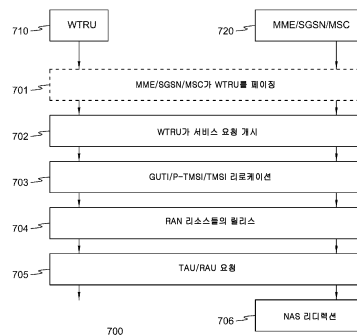 710
WTRU
720
MME/SGSN/MSC
701
MME/SGSN/MSC가 WTRU를 페이징
702
WTRU가 서비스 요청 개시
703
GUTI/P-TMSI/TMSI 리로케이션
704
RAN 리소스들의 릴리스
705
TAU/RAU 요청
706
NAS 리디렉션
700